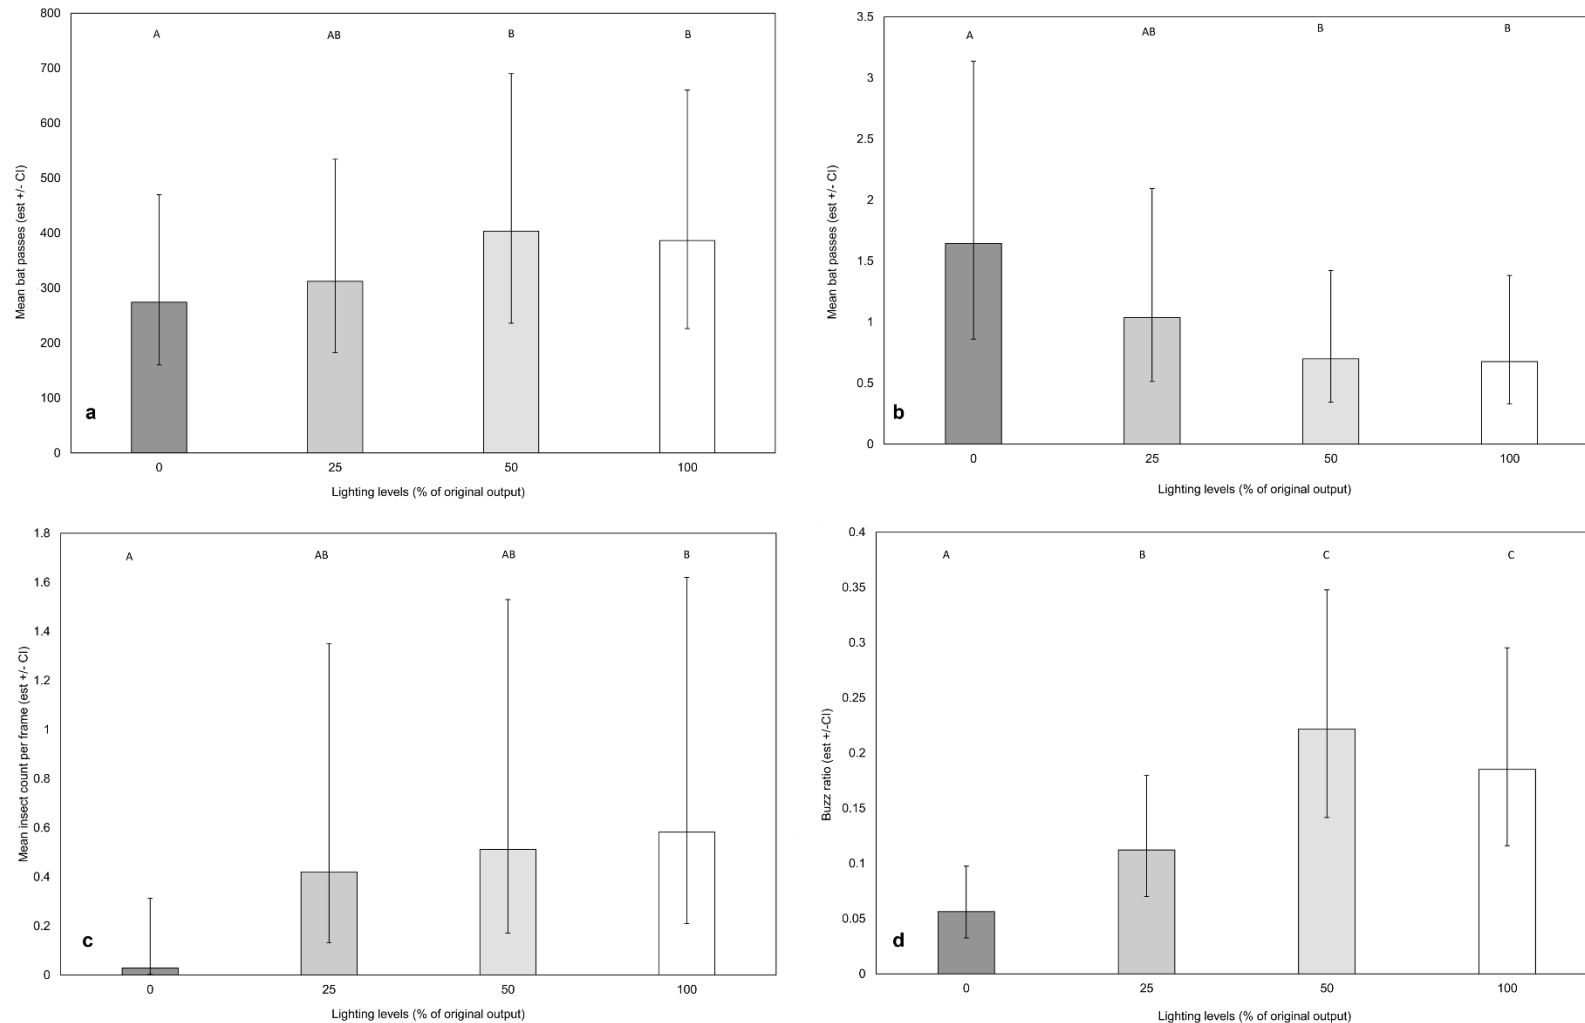 800
700
600
500
400
300
200
100
0
Mean bat passes (est +/- CI)
A AB B B
a
0 25 50 100
Lighting levels (% of original output)
3.5
3
2.5
2
1.5
1
0.5
0
Mean bat passes (est +/- CI)
A AB B B
b
0 25 50 100
Lighting levels (% of original output)
1.8
1.6
1.4
1.2
1
0.8
0.6
0.4
0.2
0
Mean insect count per frame (est +/- CI)
A AB AB B
c
0 25 50 100
Lighting levels (% of original output)
0.4
0.35
0.3
0.25
0.2
0.15
0.1
0.05
0
Buzz ratio (est +/-CI)
A B C C
d
0 25 50 100
Lighting levels (% of original output)